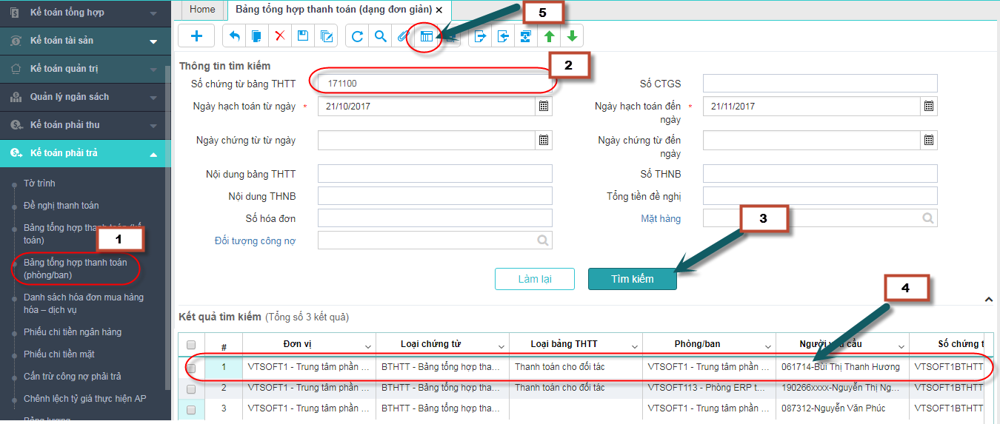 Kế toán tổng hợp
Kế toán tài sản
Kế toán quản trị
Quản lý ngân sách
Kế toán phải thu
Kế toán phải trả
Tờ trình
Đề nghị thanh toán
Bảng tổng hợp thanh toán (kế
toán)
1
Bảng tổng hợp thanh toán
(phòng/ban)
Danh sách hóa đơn mua hàng
hóa – dịch vụ
Phiếu chi tiền ngân hàng
Phiếu chi tiền mặt
Cấn trừ công nợ phải trả
Chênh lệch tỷ giá thực hiện AP
Bảng lương
Home
Bảng tổng hợp thanh toán (dạng đơn giản) ×
5
Thông tin tìm kiếm
2
Số chứng từ bảng THTT 171100 Số CTGS
Ngày hạch toán từ ngày * 21/10/2017 Ngày hạch toán đến * 21/11/2017
ngày
Ngày chứng từ từ ngày Ngày chứng từ đến
ngày
Nội dung bảng THTT Số THNB
Nội dung THNB Tổng tiền đề nghị
Số hóa đơn Mặt hàng
3
Đối tượng công nợ
Làm lại Tìm kiếm
4
Kết quả tìm kiếm (Tổng số 3 kết quả)
# Đơn vị Loại chứng từ Loại bảng THTT Phòng/ban Người yêu cầu Số chứng t
1 VTSOFT1 - Trung tâm phần ... BTHTT - Bảng tổng hợp tha... Thanh toán cho đối tác VTSOFT1 - Trung tâm phần ... 061714-Bùi Thị Thanh Hương VTSOFT1BTHTT
2 VTSOFT1 - Trung tâm phần ... BTHTT - Bảng tổng hợp tha... Thanh toán cho đối tác VTSOFT113 - Phòng ERP t... 190266xxxx-Nguyễn Thị Ng... VTSOFT1BTHTT
3 VTSOFT1 - Trung tâm phần ... BTHTT - Bảng tổng hợp tha... VTSOFT1 - Trung tâm phần ... 087312-Nguyễn Văn Phúc VTSOFT1BTHTT